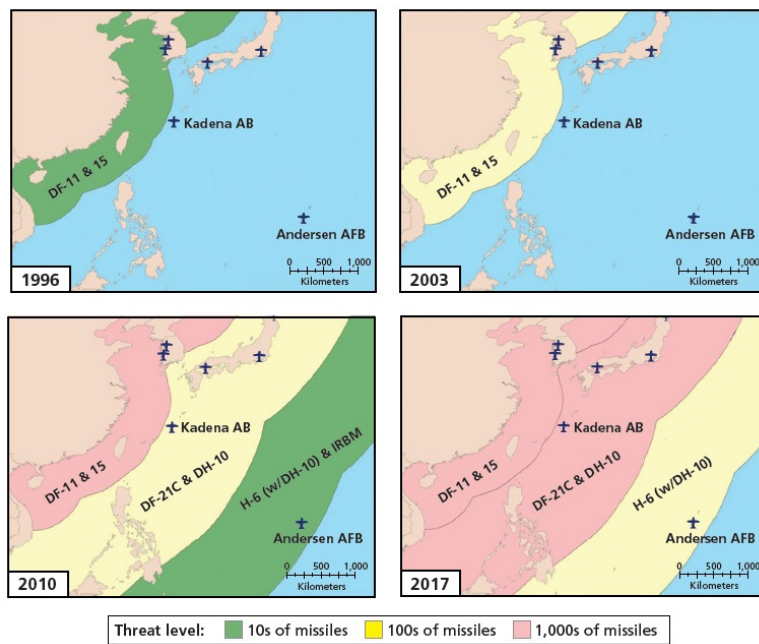 Kadena AB
DF-11 & 15
Andersen AFB
0 500 1,000
Kilometers
1996
Kadena AB
DF-11 & 15
Andersen AFB
0 500 1,000
Kilometers
2003
Kadena AB
DF-11 & 15
DF-21C & DH-10
H-6 (w/DH-10) & IRBM
Andersen AFB
0 500 1,000
Kilometers
2010
Kadena AB
DF-11 & 15
DF-21C & DH-10
H-6 (w/DH-10)
Andersen AFB
0 500 1,000
Kilometers
2017
Threat level: 10s of missiles 100s of missiles 1,000s of missiles